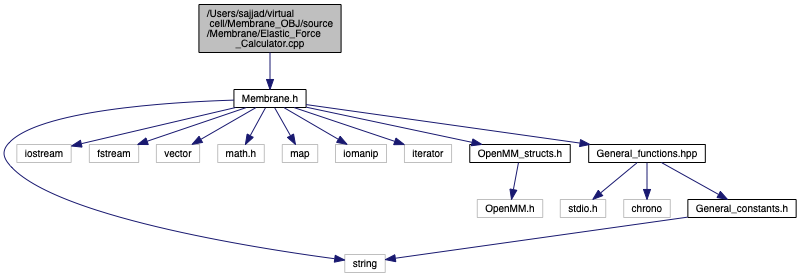 /Users/sajjad/virtual
cell/Membrane_OBJ/source
/Membrane/Elastic_Force
_Calculator.cpp
Membrane.h
iostream
fstream
vector
math.h
map
iomanip
iterator
OpenMM_structs.h
General_functions.hpp
OpenMM.h
stdio.h
chrono
General_constants.h
string